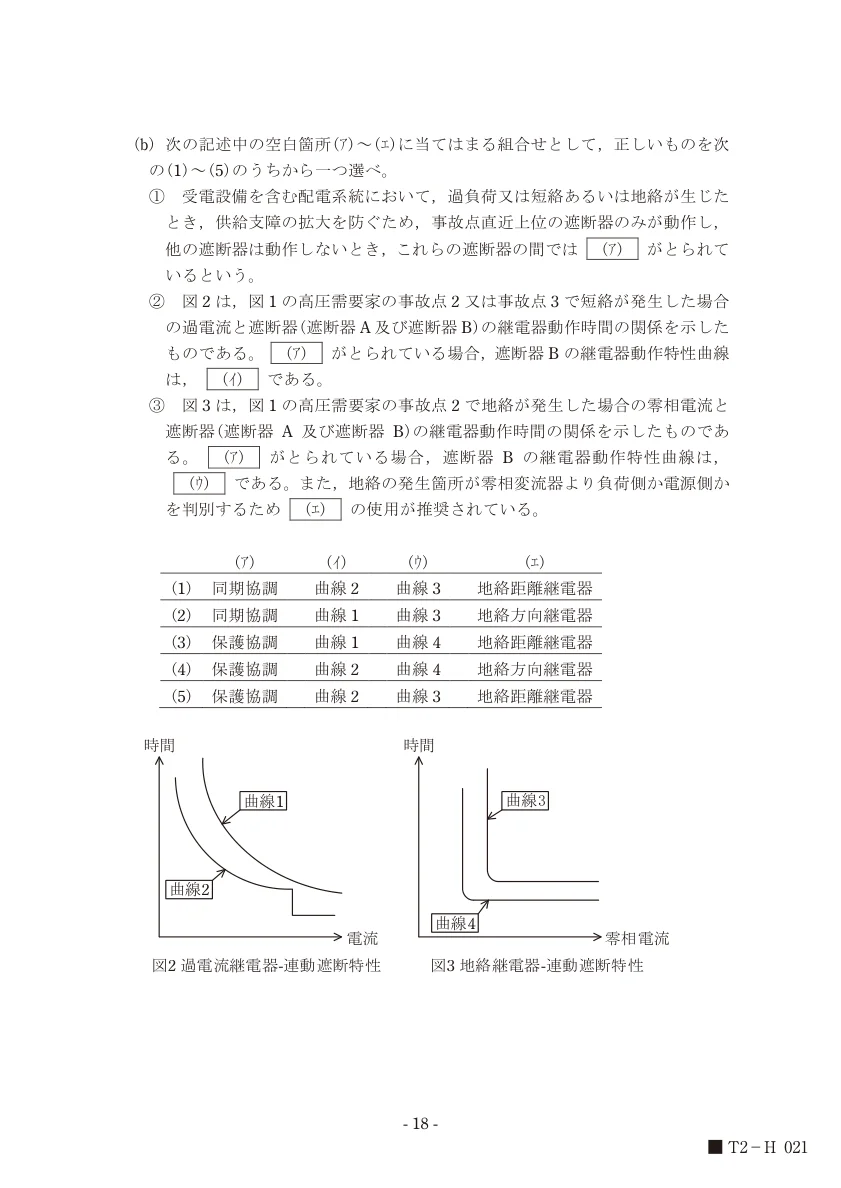 (b) 次の記述中の空白箇所(ｱ)～(ｴ)に当てはまる組合せとして，正しいものを次
の(1)～(5)のうちから一つ選べ。
① 受電設備を含む配電系統において，過負荷又は短絡あるいは地絡が生じた
とき，供給支障の拡大を防ぐため，事故点直近上位の遮断器のみが動作し，
他の遮断器は動作しないとき，これらの遮断器の間では (ｱ) がとられて
いるという。
② 図2は，図1の高圧需要家の事故点2又は事故点3で短絡が発生した場合
の過電流と遮断器(遮断器A及び遮断器B)の継電器動作時間の関係を示した
ものである。 (ｱ) がとられている場合，遮断器Bの継電器動作特性曲線
は， (ｲ) である。
③ 図3は，図1の高圧需要家の事故点2で地絡が発生した場合の零相電流と
遮断器(遮断器 A 及び遮断器 B)の継電器動作時間の関係を示したものであ
る。 (ｱ) がとられている場合，遮断器 B の継電器動作特性曲線は，
(ｳ) である。また，地絡の発生箇所が零相変流器より負荷側か電源側か
を判別するため (ｴ) の使用が推奨されている。
(ｱ) (ｲ) (ｳ) (ｴ)
(1) 同期協調 曲線2 曲線3 地絡距離継電器
(2) 同期協調 曲線1 曲線3 地絡方向継電器
(3) 保護協調 曲線1 曲線4 地絡距離継電器
(4) 保護協調 曲線2 曲線4 地絡方向継電器
(5) 保護協調 曲線2 曲線3 地絡距離継電器
時間
曲線1
曲線2
電流
図2 過電流継電器-連動遮断特性
時間
曲線3
曲線4
零相電流
図3 地絡継電器-連動遮断特性
- 18 -
■ T2－H 021